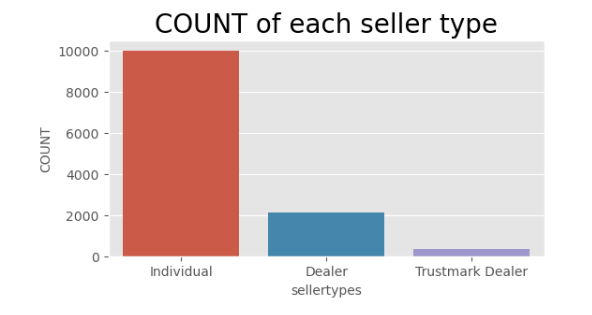 COUNT of each seller type
10000
8000
6000
4000
2000
0
COUNT
Individual
Dealer
Trustmark Dealer
sellertypes